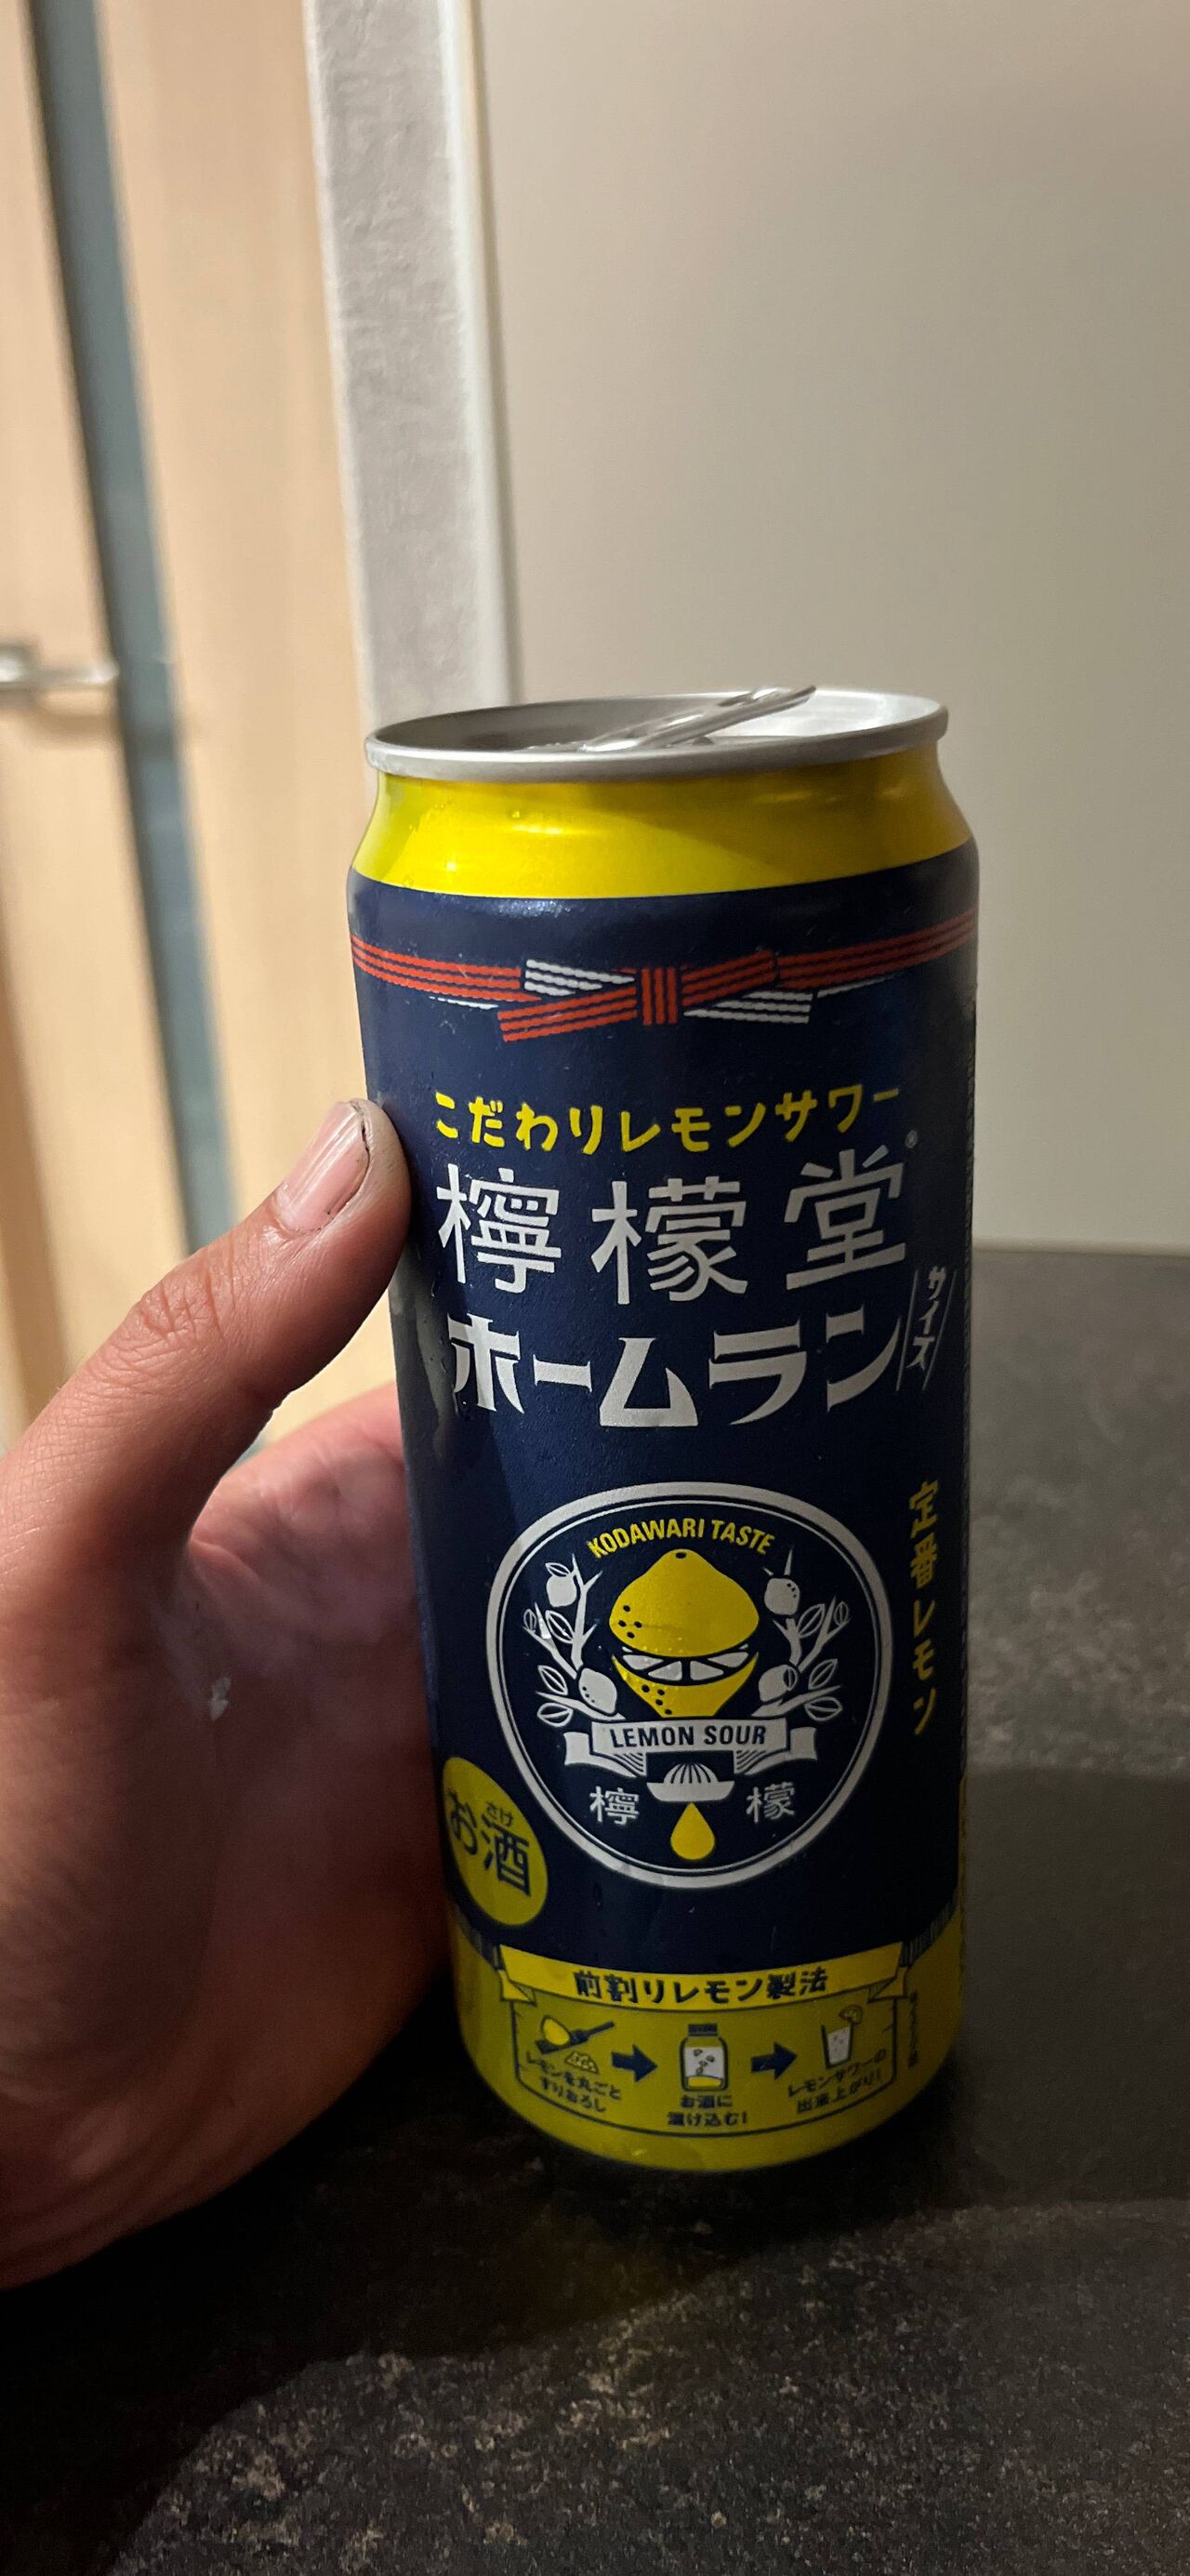 こだわりレモンサワー
檸檬堂®
ホームラン
サイズ
定番レモン
KODAWARI TASTE
LEMON SOUR
檸 檬
さけ
お酒
前割りレモン製法
レモンを丸ごと
すりおろし
お酒に
漬け込む!
レモンサワーの
出来上がり!